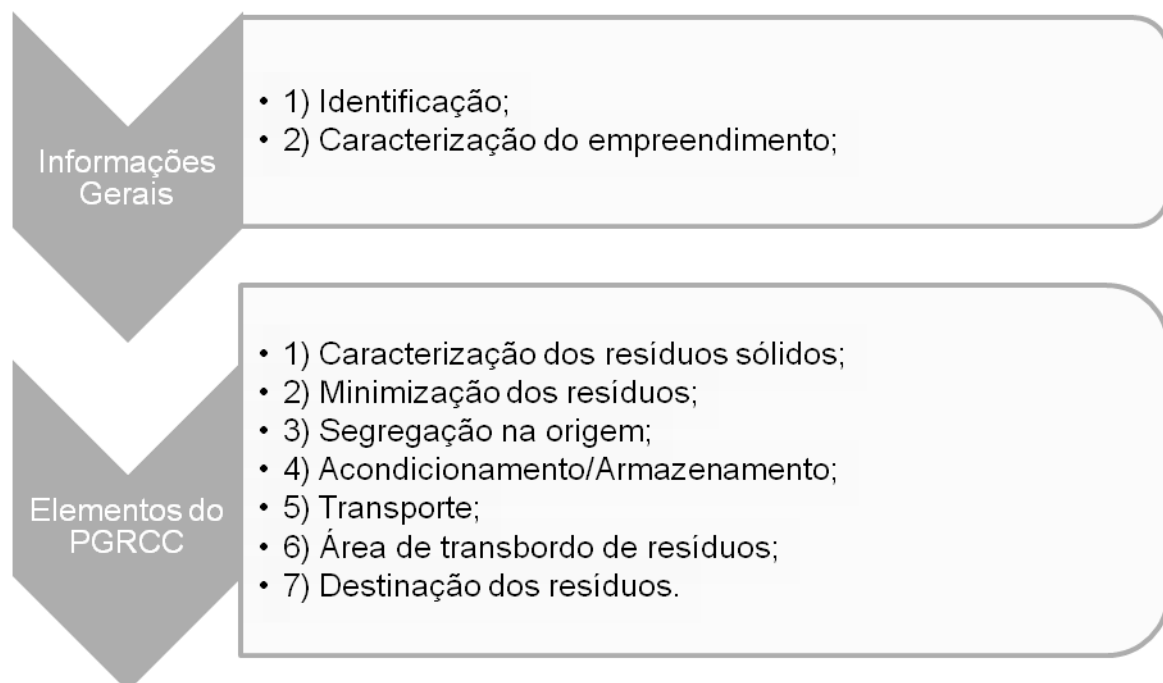 Informações
Gerais
• 1) Identificação;
• 2) Caracterização do empreendimento;
Elementos do
PGRCC
• 1) Caracterização dos resíduos sólidos;
• 2) Minimização dos resíduos;
• 3) Segregação na origem;
• 4) Acondicionamento/Armazenamento;
• 5) Transporte;
• 6) Área de transbordo de resíduos;
• 7) Destinação dos resíduos.